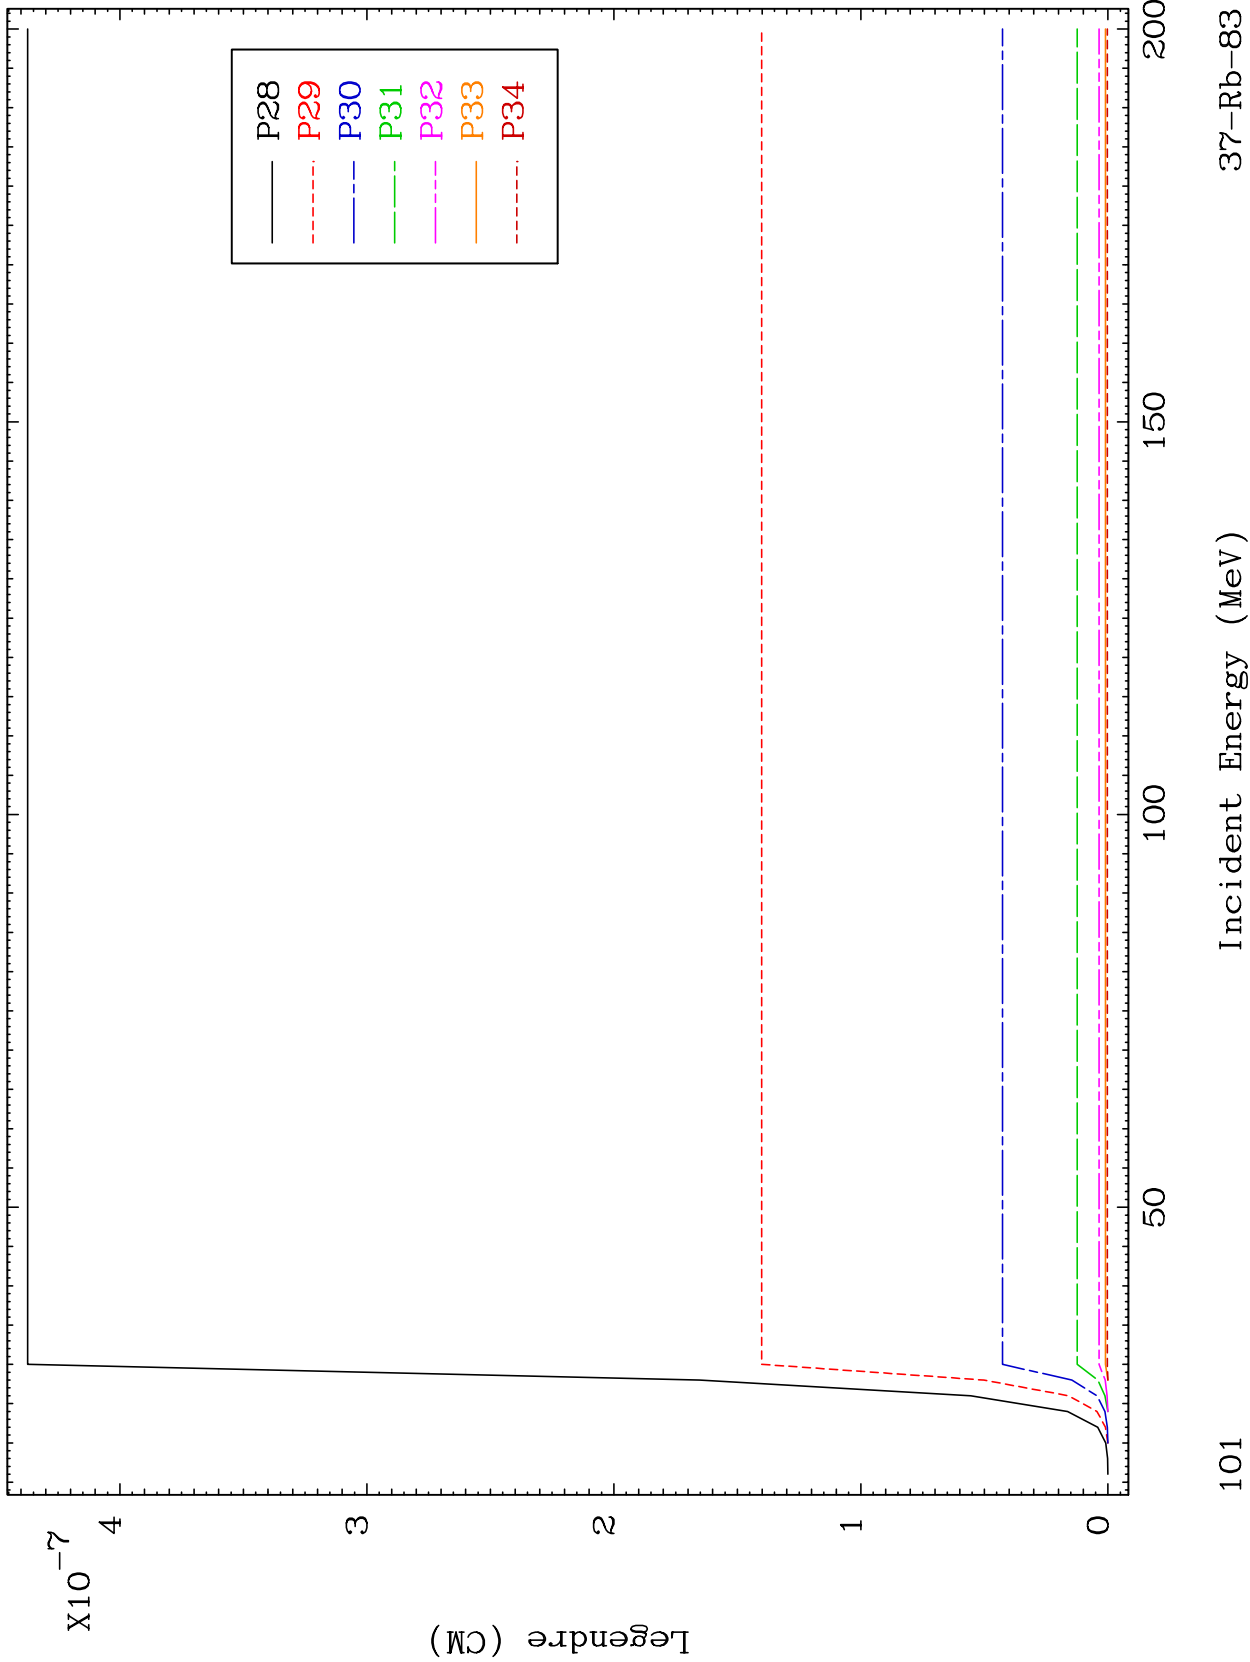 X10-7
4
3
2
1
0
Legendre (CM)
P28
P29
P30
P31
P32
P33
P34
50
100
150
200
Incident Energy (MeV)
101
37-Rb-83